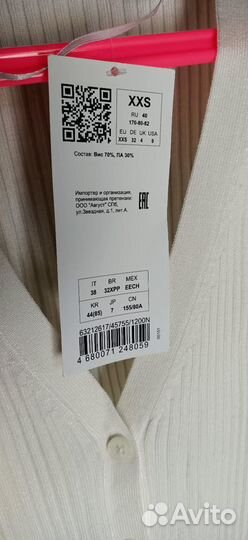 XXS
RU 40
170-80-82
EU DE UK USA
XXS 32 4 0
Состав: Вис 70%, ПА 30%
Импортер и организация,
принимающая претензии:
ООО "Август" СПб,
ул.Звездная, д.1, лит.А.
EAC
IT BR MEX
38 32XPP EECH
KR JP CN
44(85) 7 155/80A
63212617/45755/1200N
4 680071 248059
Avito